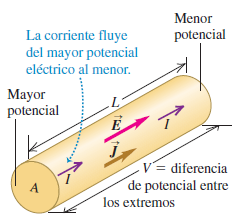 Menor
potencial
La corriente fluye
del mayor potencial
eléctrico al menor.
Mayor
potencial
L
E⃗
I
J⃗
I
A
V = diferencia
de potencial entre
los extremos